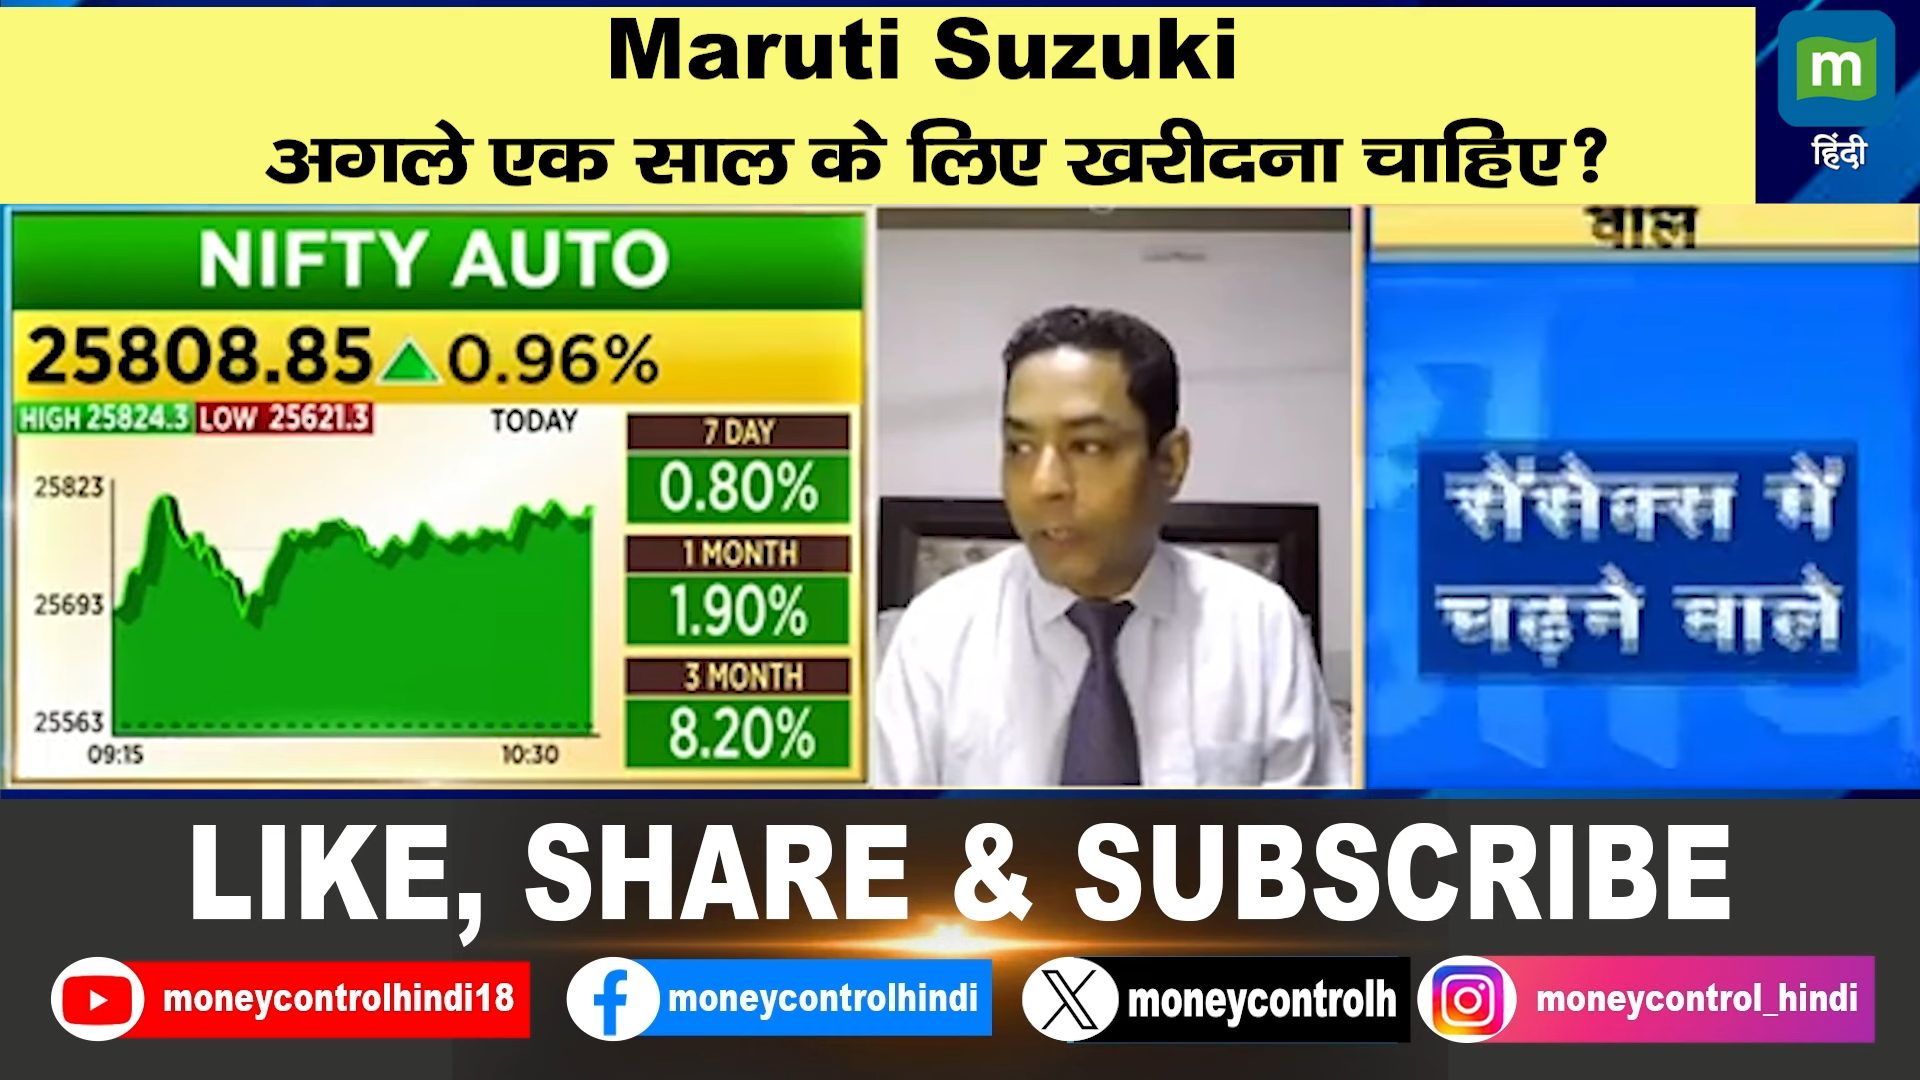 Maruti Suzuki
अगले एक साल के लिए खरीदना चाहिए?
m
हिंदी
NIFTY AUTO
25808.85 0.96%
HIGH 25824.3 LOW 25621.3 TODAY
25823
25693
25563
09:15 10:30
7 DAY
0.80%
1 MONTH
1.90%
3 MONTH
8.20%
वाले
सेंसेक्स में
चढ़ने वाले
LIKE, SHARE & SUBSCRIBE
moneycontrolhindi18 moneycontrolhindi moneycontrolh moneycontrol_hindi